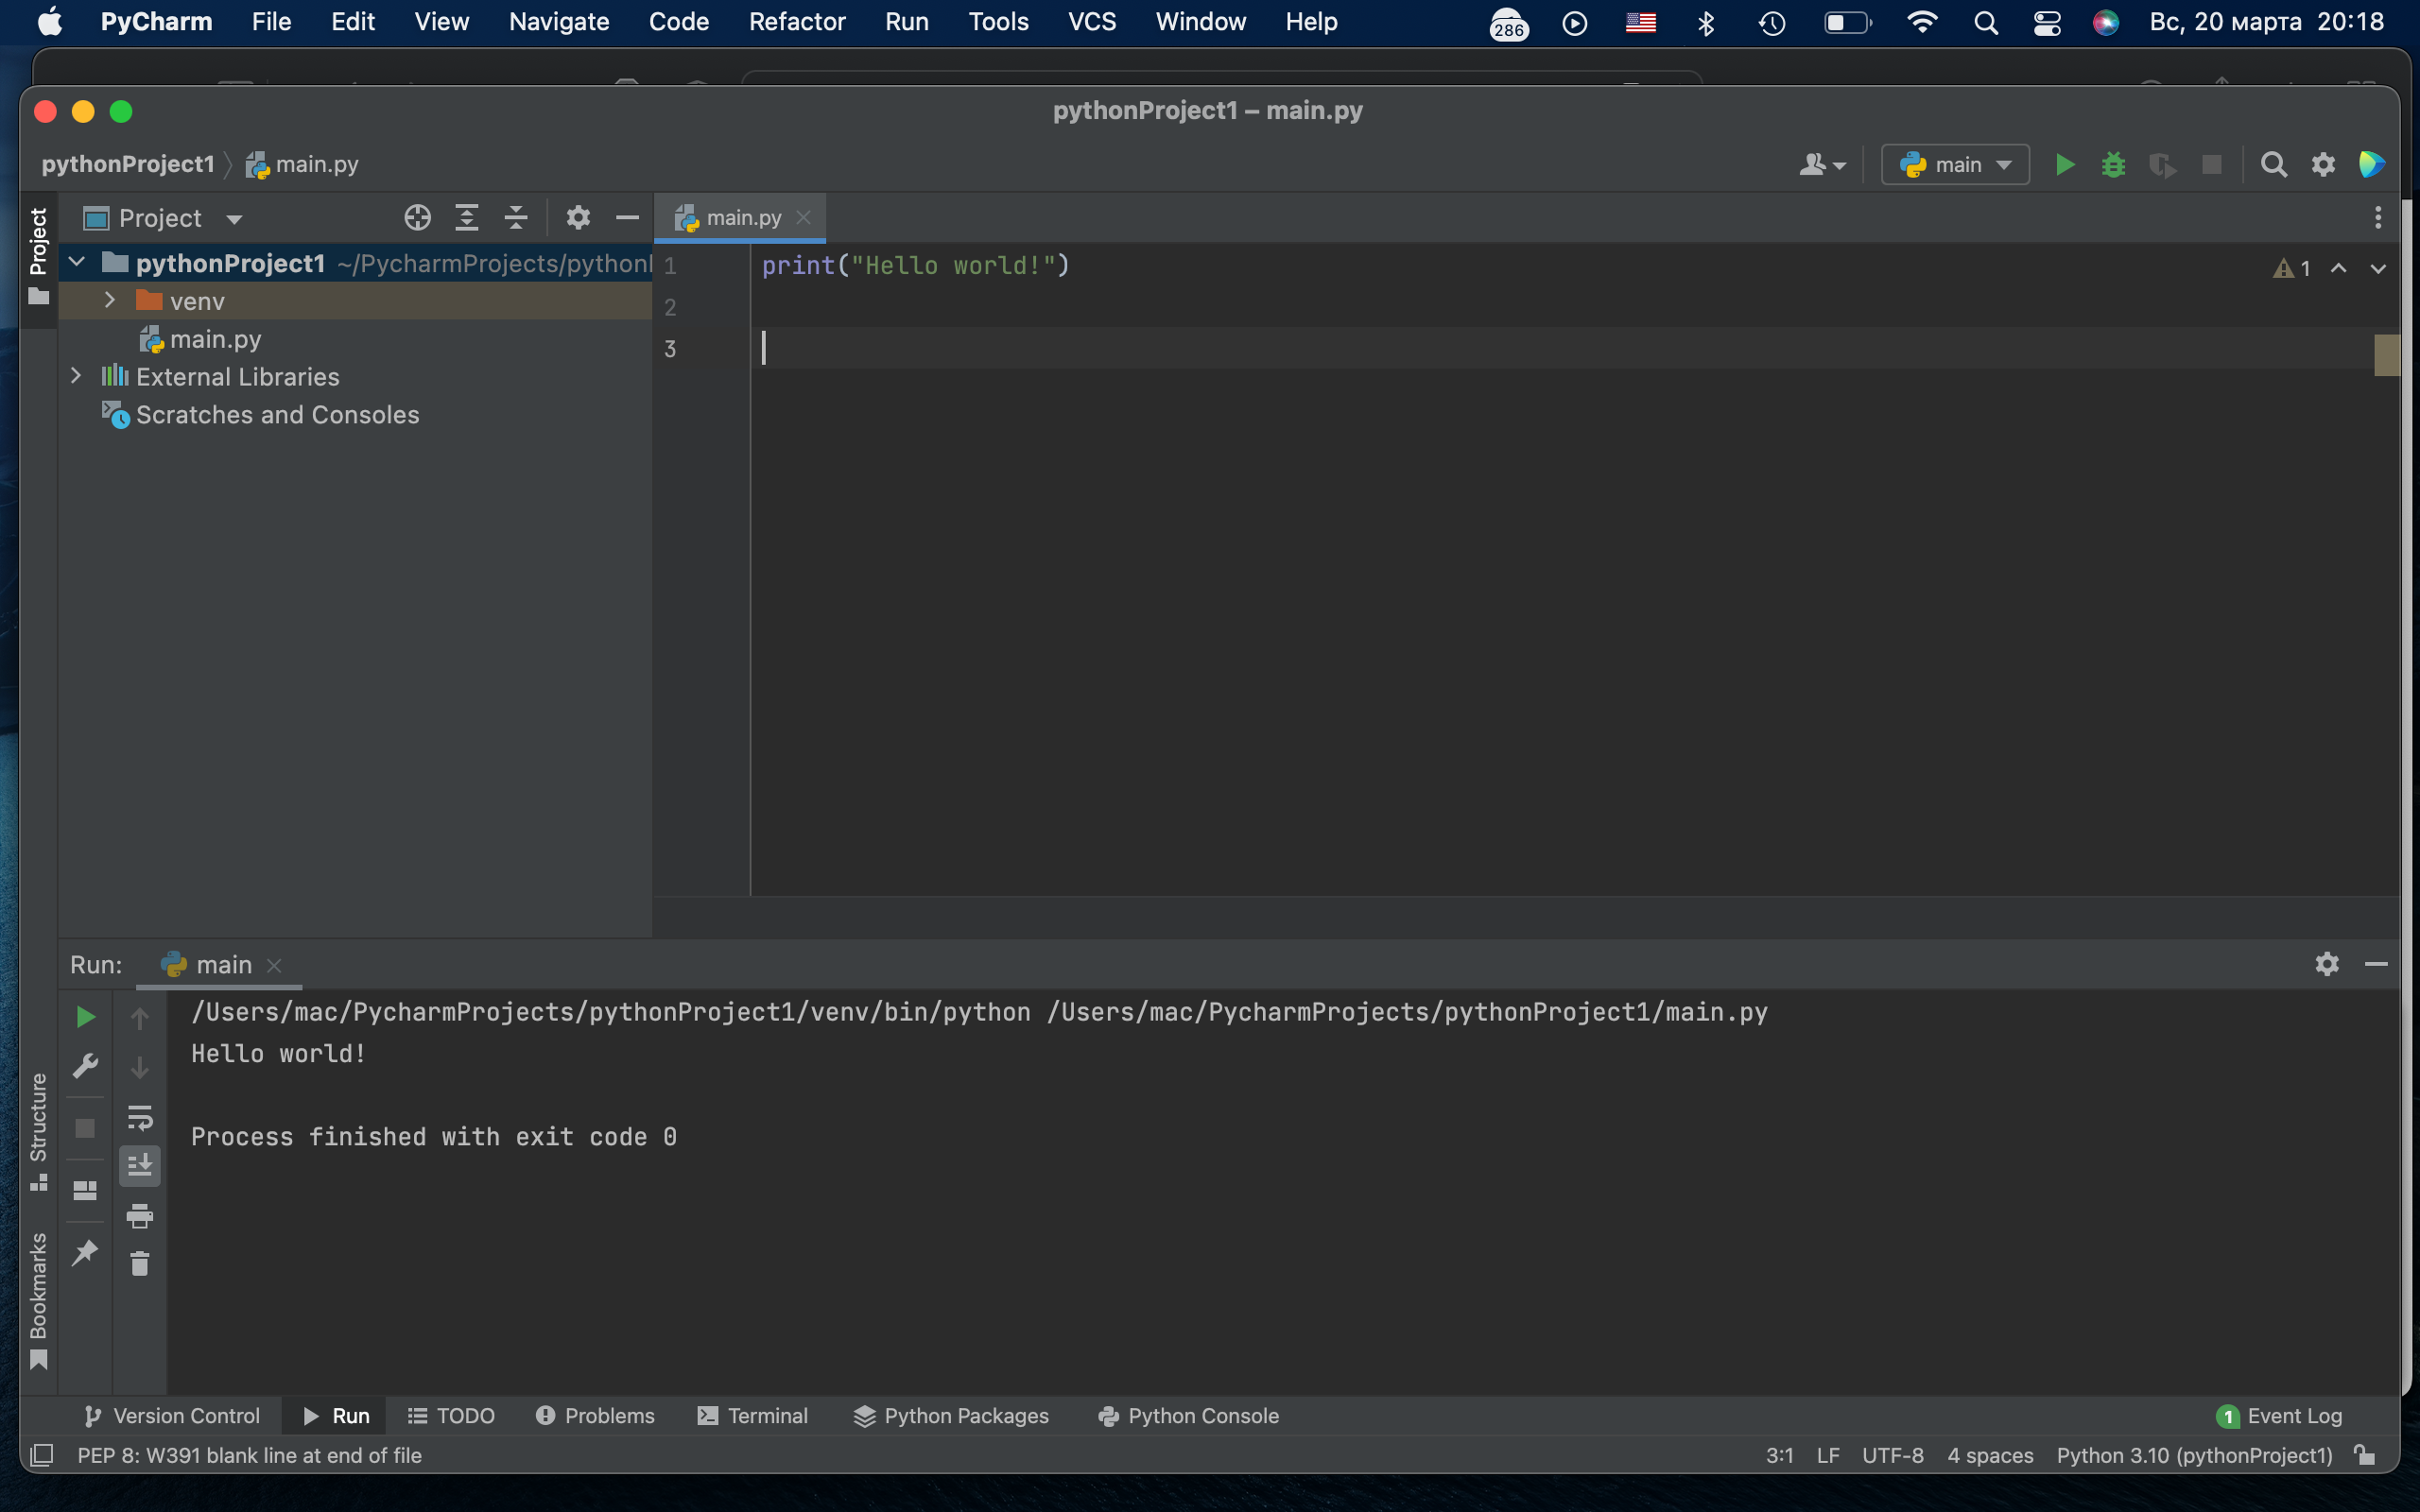 PyCharm File Edit View Navigate Code Refactor Run Tools VCS Window Help 286 Вс, 20 марта 20:18
pythonProject1 – main.py
pythonProject1 main.py main
Project
Project
main.py
pythonProject1 ~/PycharmProjects/python
venv
main.py
External Libraries
Scratches and Consoles
1 print("Hello world!")
1
2
3
Run: main
/Users/mac/PycharmProjects/pythonProject1/venv/bin/python /Users/mac/PycharmProjects/pythonProject1/main.py
Hello world!
Process finished with exit code 0
Structure
Bookmarks
Version Control Run TODO Problems Terminal Python Packages Python Console 1 Event Log
PEP 8: W391 blank line at end of file 3:1 LF UTF-8 4 spaces Python 3.10 (pythonProject1)